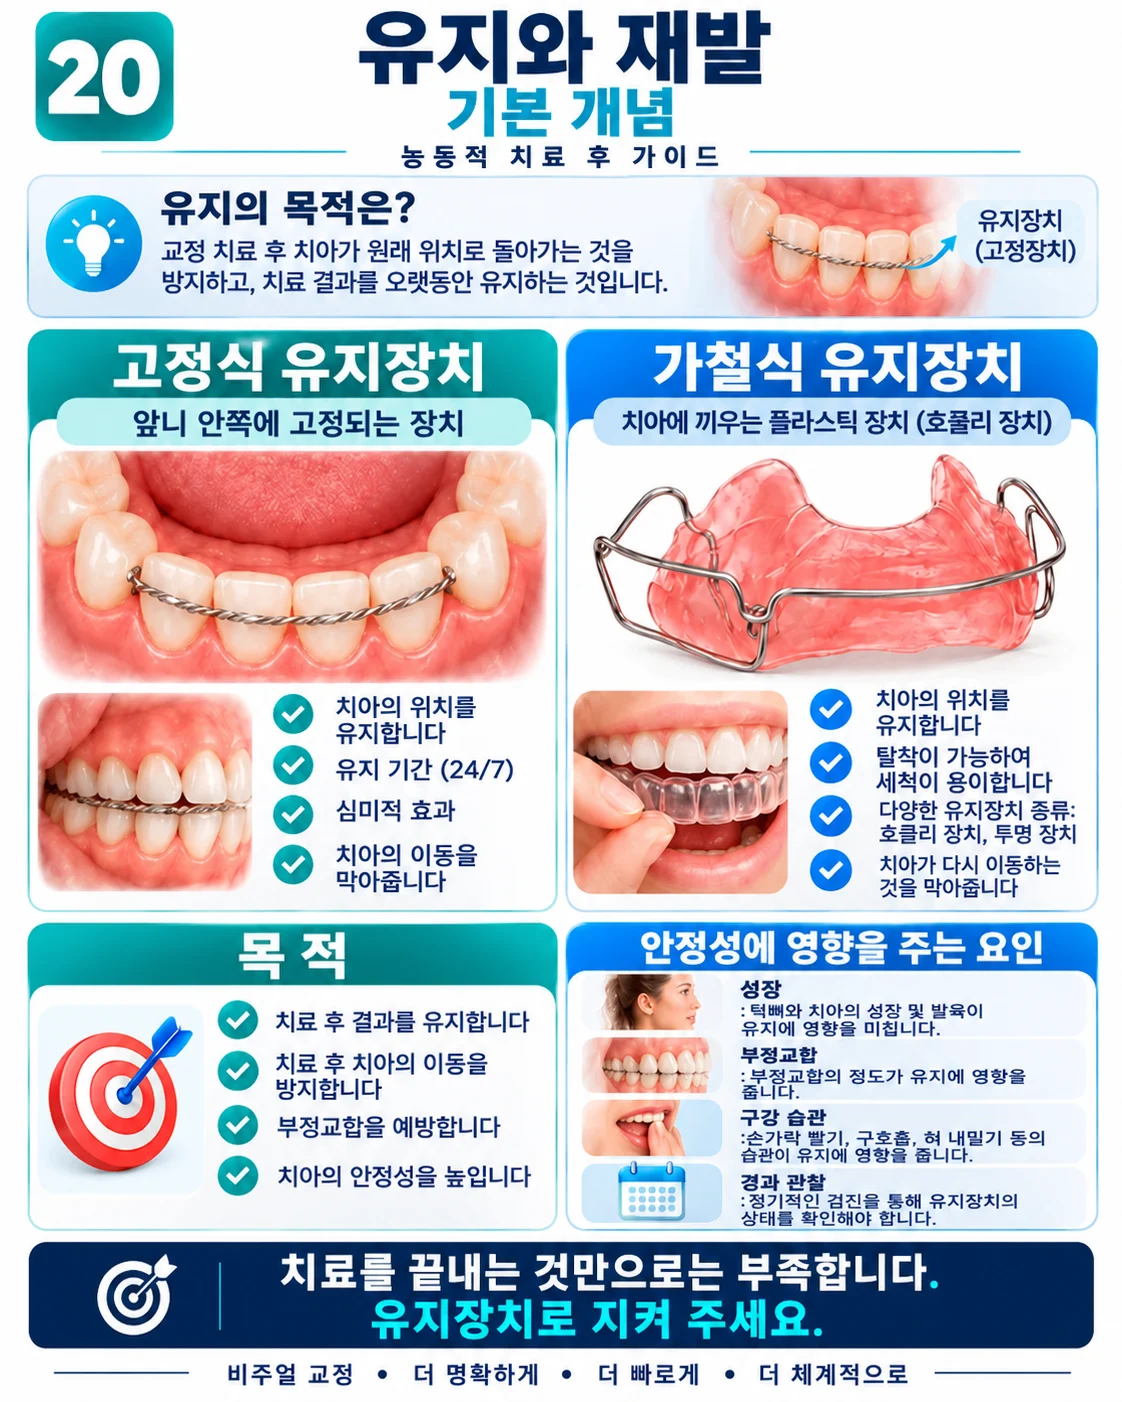 20
유지와 재발
기본 개념
농동적 치료 후 가이드
유지의 목적은?
교정 치료 후 치아가 원래 위치로 돌아가는 것을
방지하고, 치료 결과를 오랫동안 유지하는 것입니다.
유지장치
(고정장치)
고정식 유지장치
앞니 안쪽에 고정되는 장치
치아의 위치를
유지합니다
유지 기간 (24/7)
심미적 효과
치아의 이동을
막아줍니다
가철식 유지장치
치아에 끼우는 플라스틱 장치 (호풀리 장치)
치아의 위치를
유지합니다
탈착이 가능하여
세척이 용이합니다
다양한 유지장치 종류:
호클리 장치, 투명 장치
치아가 다시 이동하는
것을 막아줍니다
목 적
치료 후 결과를 유지합니다
치료 후 치아의 이동을
방지합니다
부정교합을 예방합니다
치아의 안정성을 높입니다
안정성에 영향을 주는 요인
성장
: 턱뼈와 치아의 성장 및 발육이
유지에 영향을 미칩니다.
부정교합
: 부정교합의 정도가 유지에 영향을
줍니다.
구강 습관
:손가락 빨기, 구호흡, 혀 내밀기 동의
습관이 유지에 영향을 줍니다.
경과 관찰
:정기적인 검진을 통해 유지장치의
상태를 확인해야 합니다.
치료를 끝내는 것만으로는 부족합니다.
유지장치로 지켜 주세요.
비주얼 교정 • 더 명확하게 • 더 빠르게 • 더 체계적으로